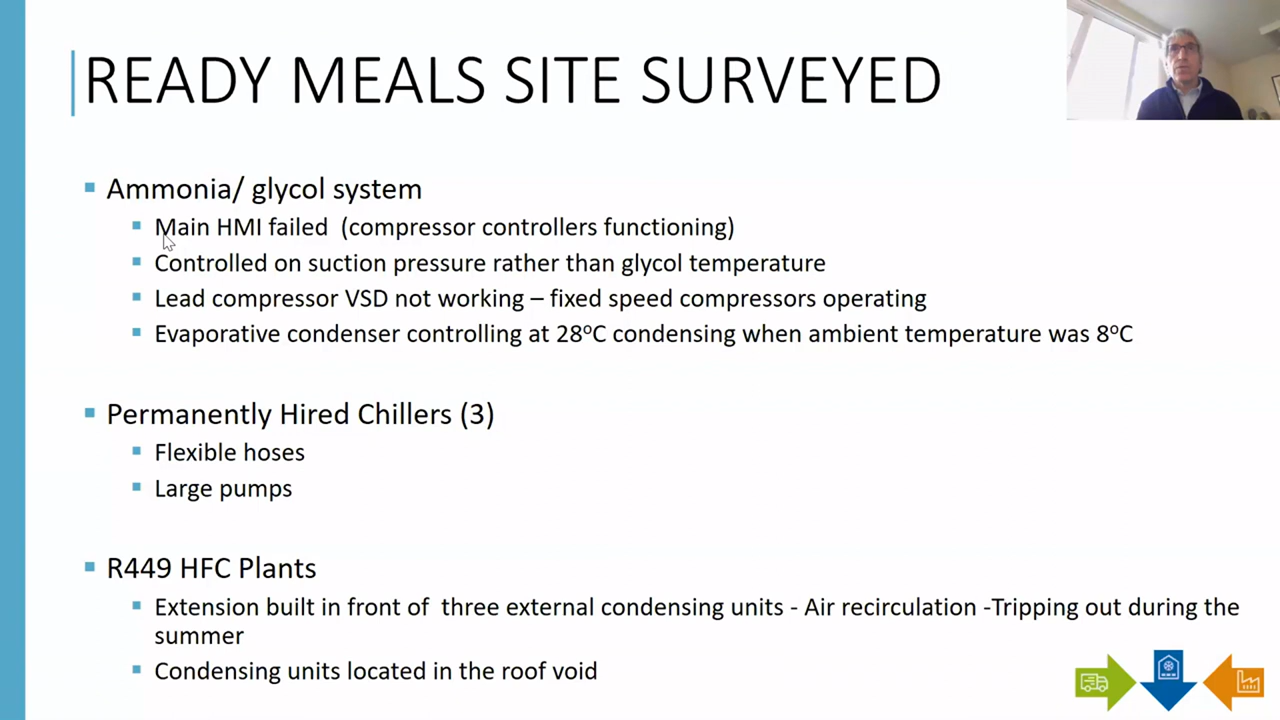 READY MEALS SITE SURVEYED
Ammonia/ glycol system
Main HMI failed (compressor controllers functioning)
Controlled on suction pressure rather than glycol temperature
Lead compressor VSD not working – fixed speed compressors operating
Evaporative condenser controlling at 28ºC condensing when ambient temperature was 8ºC
Permanently Hired Chillers (3)
Flexible hoses
Large pumps
R449 HFC Plants
Extension built in front of three external condensing units - Air recirculation -Tripping out during the
summer
Condensing units located in the roof void